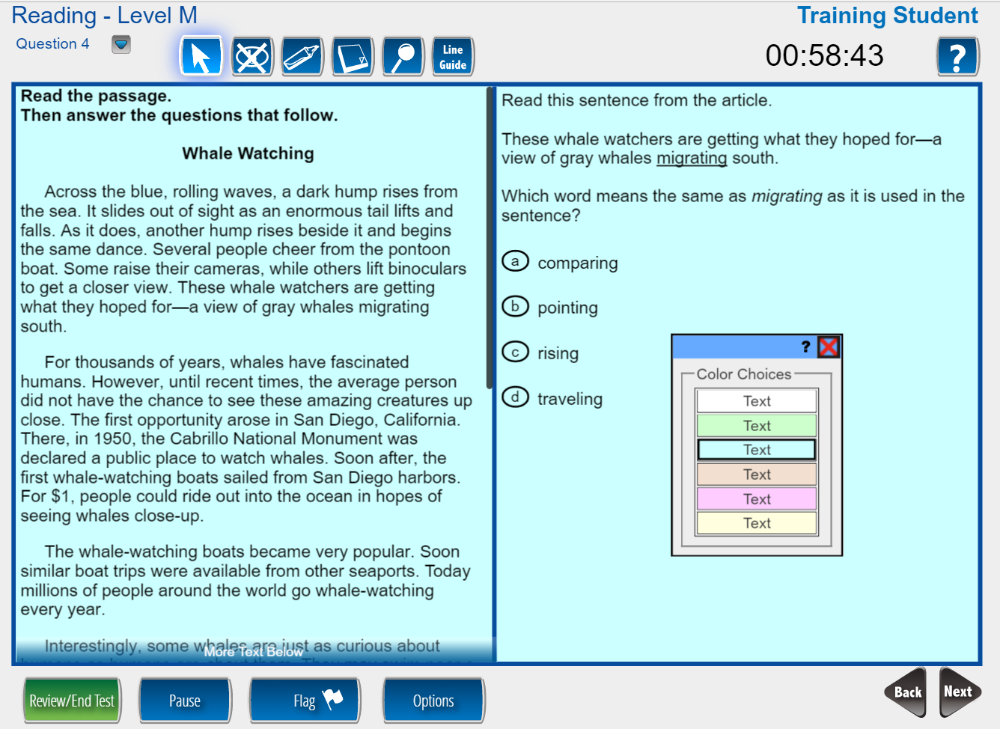 Reading - Level M
Training Student
Question 4
Line
Guide
00:58:43
?
Read the passage.
Then answer the questions that follow.
Whale Watching
Across the blue, rolling waves, a dark hump rises from
the sea. It slides out of sight as an enormous tail lifts and
falls. As it does, another hump rises beside it and begins
the same dance. Several people cheer from the pontoon
boat. Some raise their cameras, while others lift binoculars
to get a closer view. These whale watchers are getting
what they hoped for—a view of gray whales migrating
south.
For thousands of years, whales have fascinated
humans. However, until recent times, the average person
did not have the chance to see these amazing creatures up
close. The first opportunity arose in San Diego, California.
There, in 1950, the Cabrillo National Monument was
declared a public place to watch whales. Soon after, the
first whale-watching boats sailed from San Diego harbors.
For $1, people could ride out into the ocean in hopes of
seeing whales close-up.
The whale-watching boats became very popular. Soon
similar boat trips were available from other seaports. Today
millions of people around the world go whale-watching
every year.
Interestingly, some whales are just as curious about
More Text Below
Read this sentence from the article.
These whale watchers are getting what they hoped for—a
view of gray whales migrating south.
Which word means the same as migrating as it is used in the
sentence?
a comparing
b pointing
c rising
d traveling
?
Color Choices
Text
Text
Text
Text
Text
Text
Review/End Test
Pause
Flag
Options
Back
Next